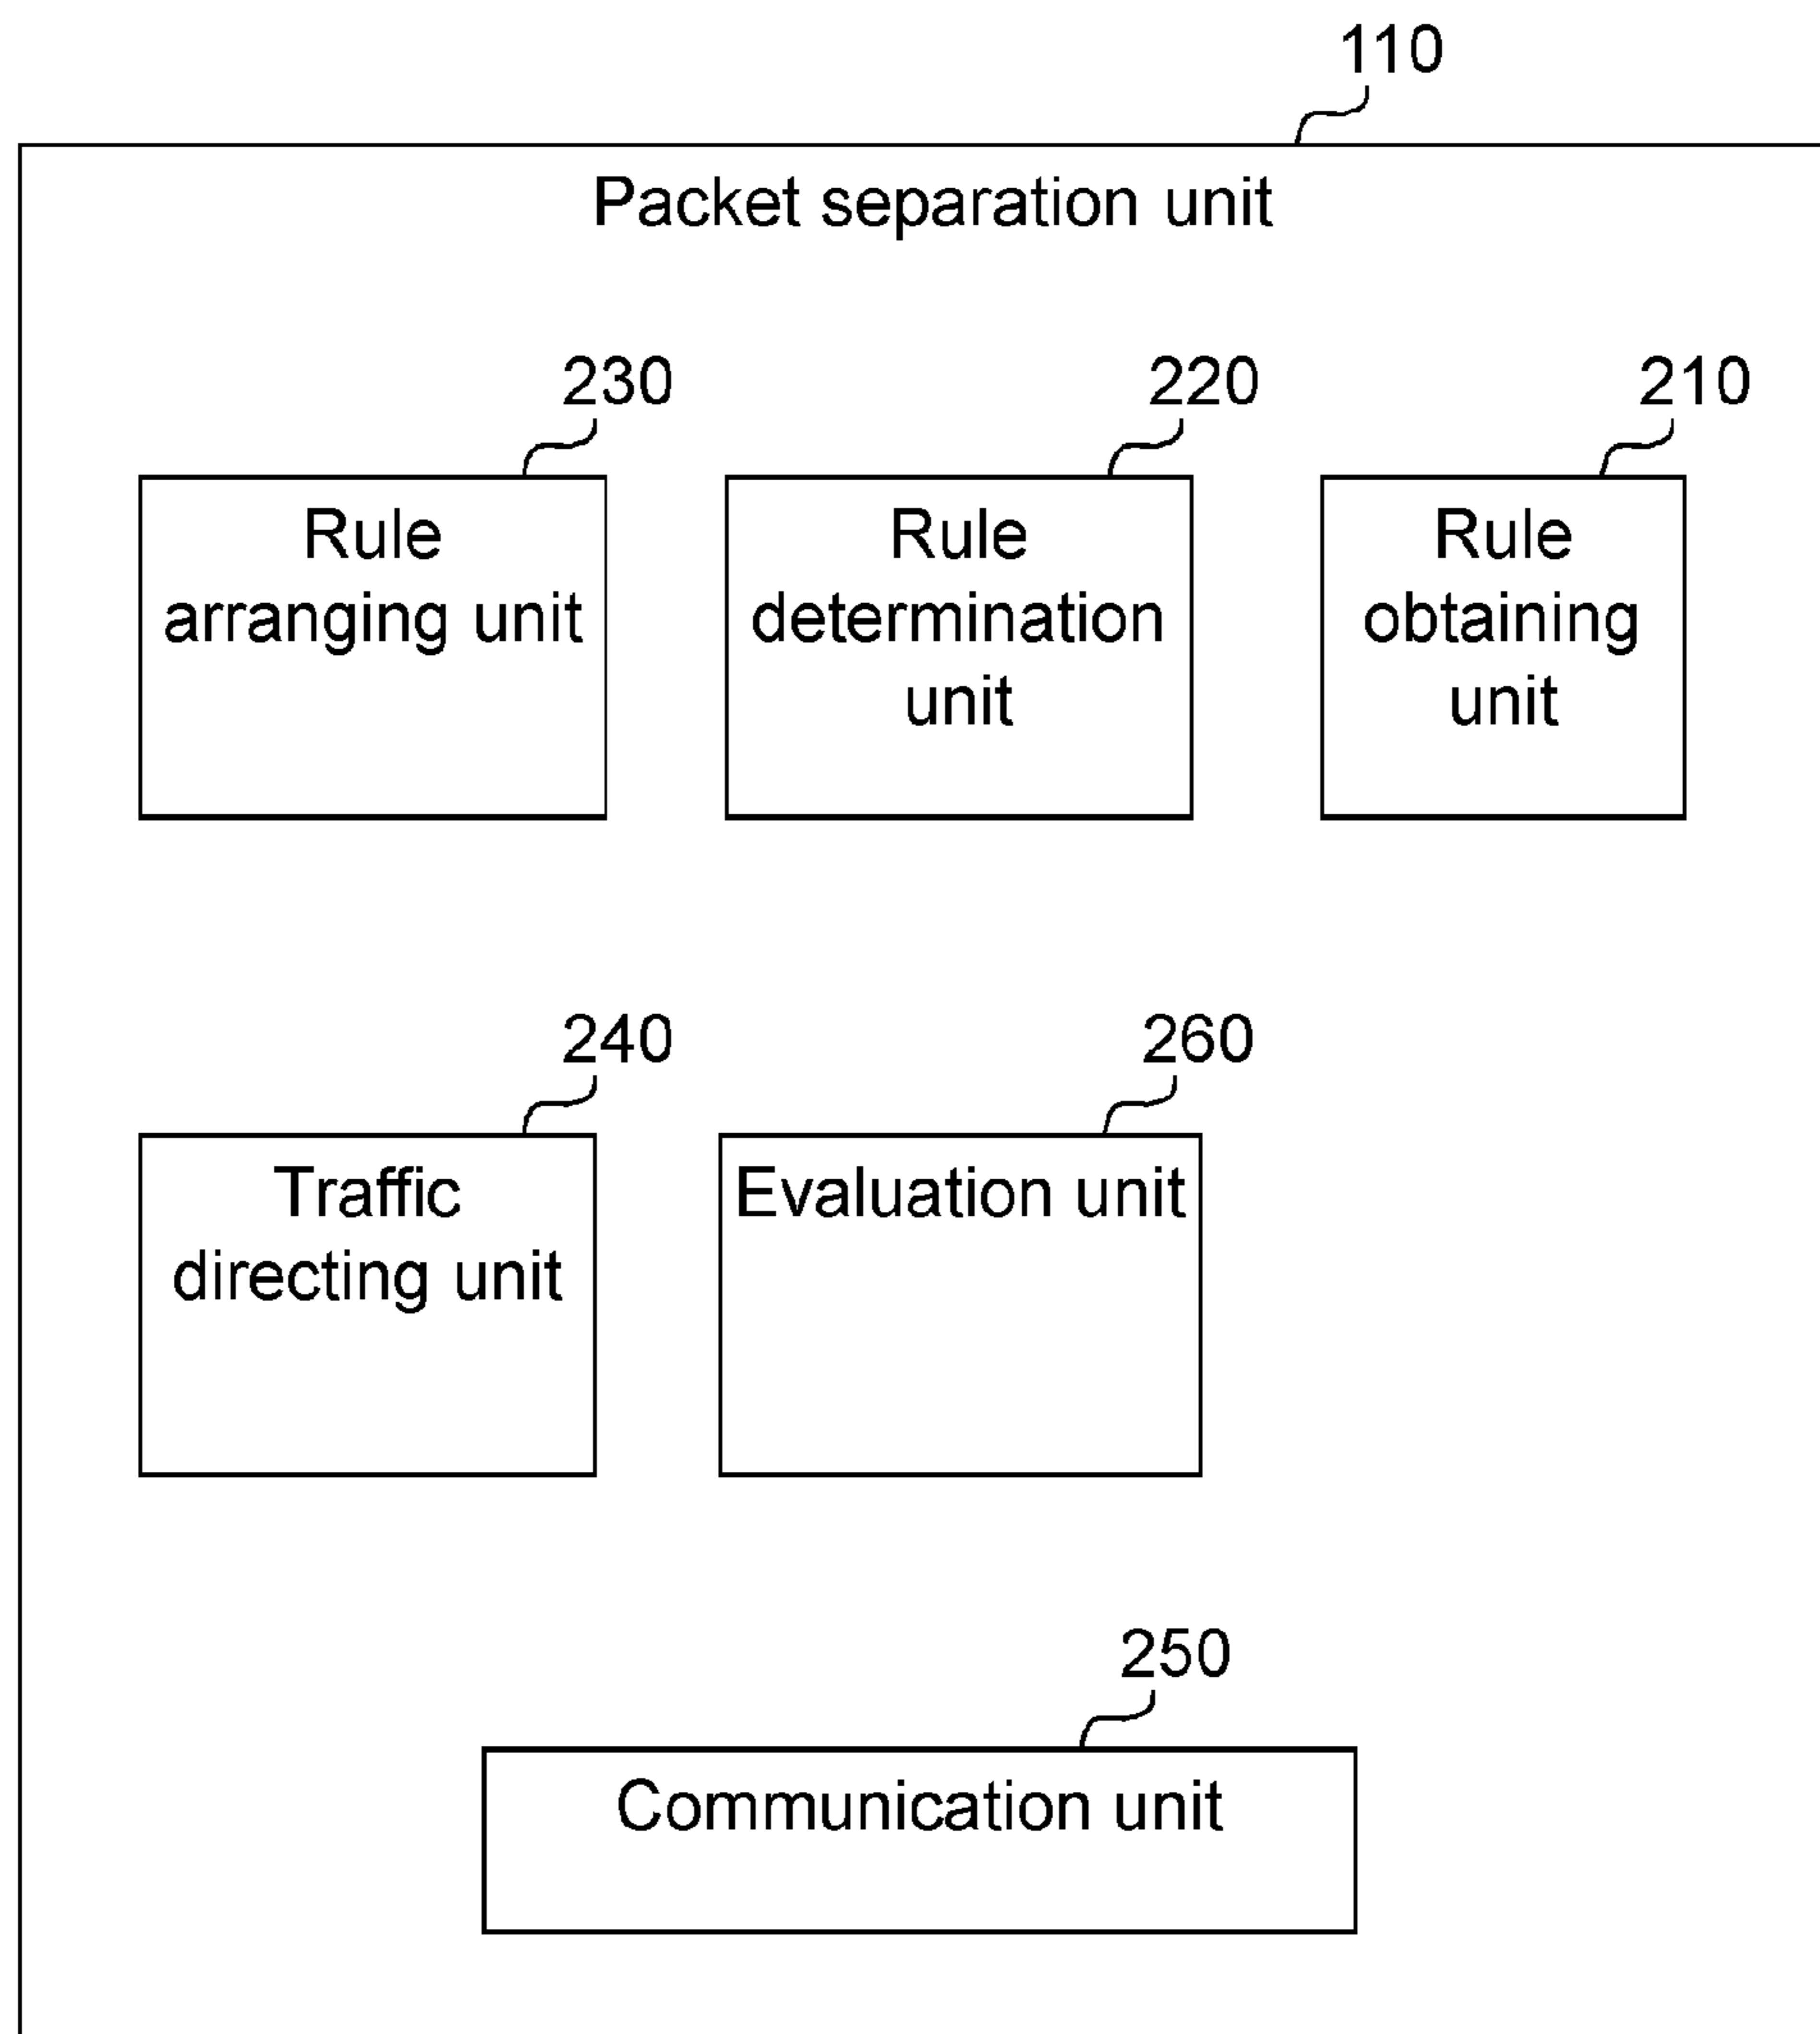 110
Packet separation unit
230
220
210
Rule
arranging unit
Rule
determination
unit
Rule
obtaining
unit
240
260
Traffic
directing unit
Evaluation unit
250
Communication unit